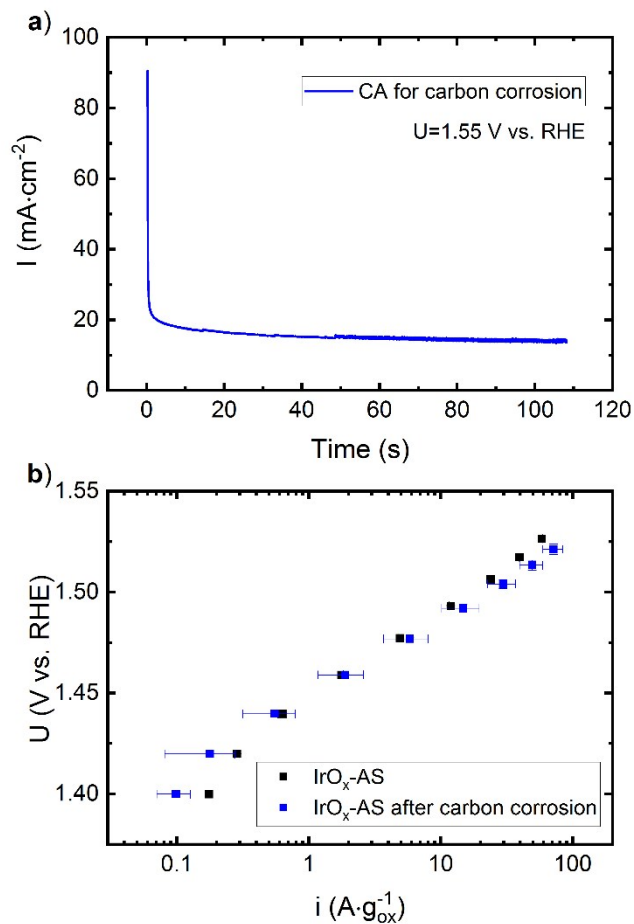 a)
100
80
60
40
20
0
I (mA·cm⁻²)
CA for carbon corrosion
U=1.55 V vs. RHE
0 20 40 60 80 100 120
Time (s)
b)
1.55
1.50
1.45
1.40
U (V vs. RHE)
IrOₓ-AS
IrOₓ-AS after carbon corrosion
0.1 1 10 100
i (A·g⁻¹ₒₓ)